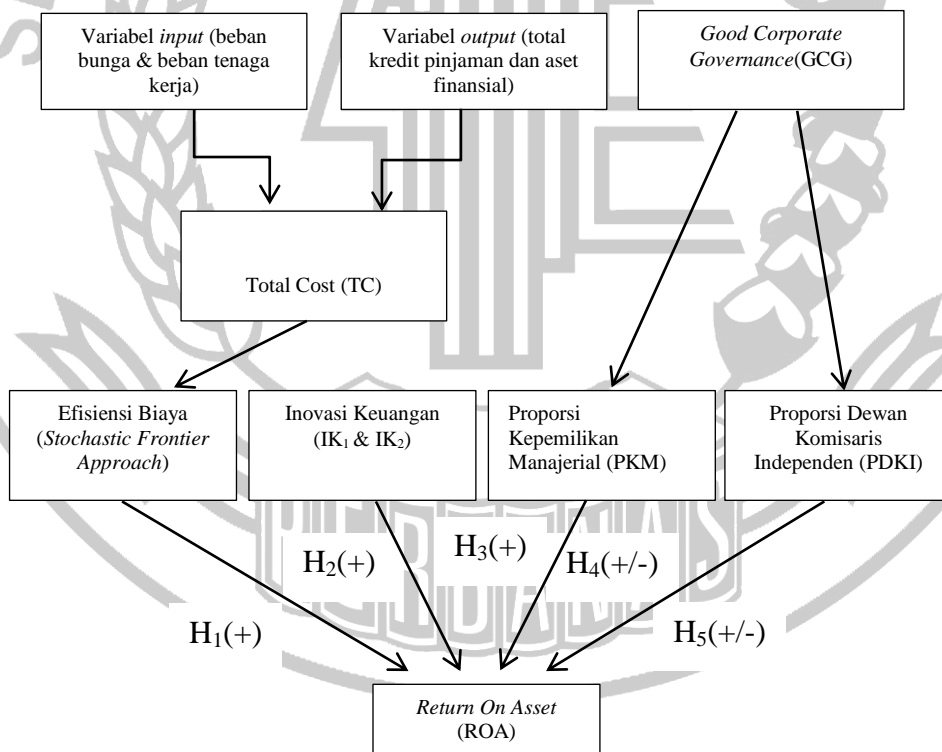 Variabel input (beban
bunga & beban tenaga
kerja)
Variabel output (total
kredit pinjaman dan aset
finansial)
Good Corporate
Governance(GCG)
Total Cost (TC)
Efisiensi Biaya
(Stochastic Frontier
Approach)
Inovasi Keuangan
(IK₁ & IK₂)
Proporsi
Kepemilikan
Manajerial (PKM)
Proporsi Dewan
Komisaris
Independen (PDKI)
H₁(+)
H₂(+)
H₃(+)
H₄(+/-)
H₅(+/-)
PERBANAS
Return On Asset
(ROA)